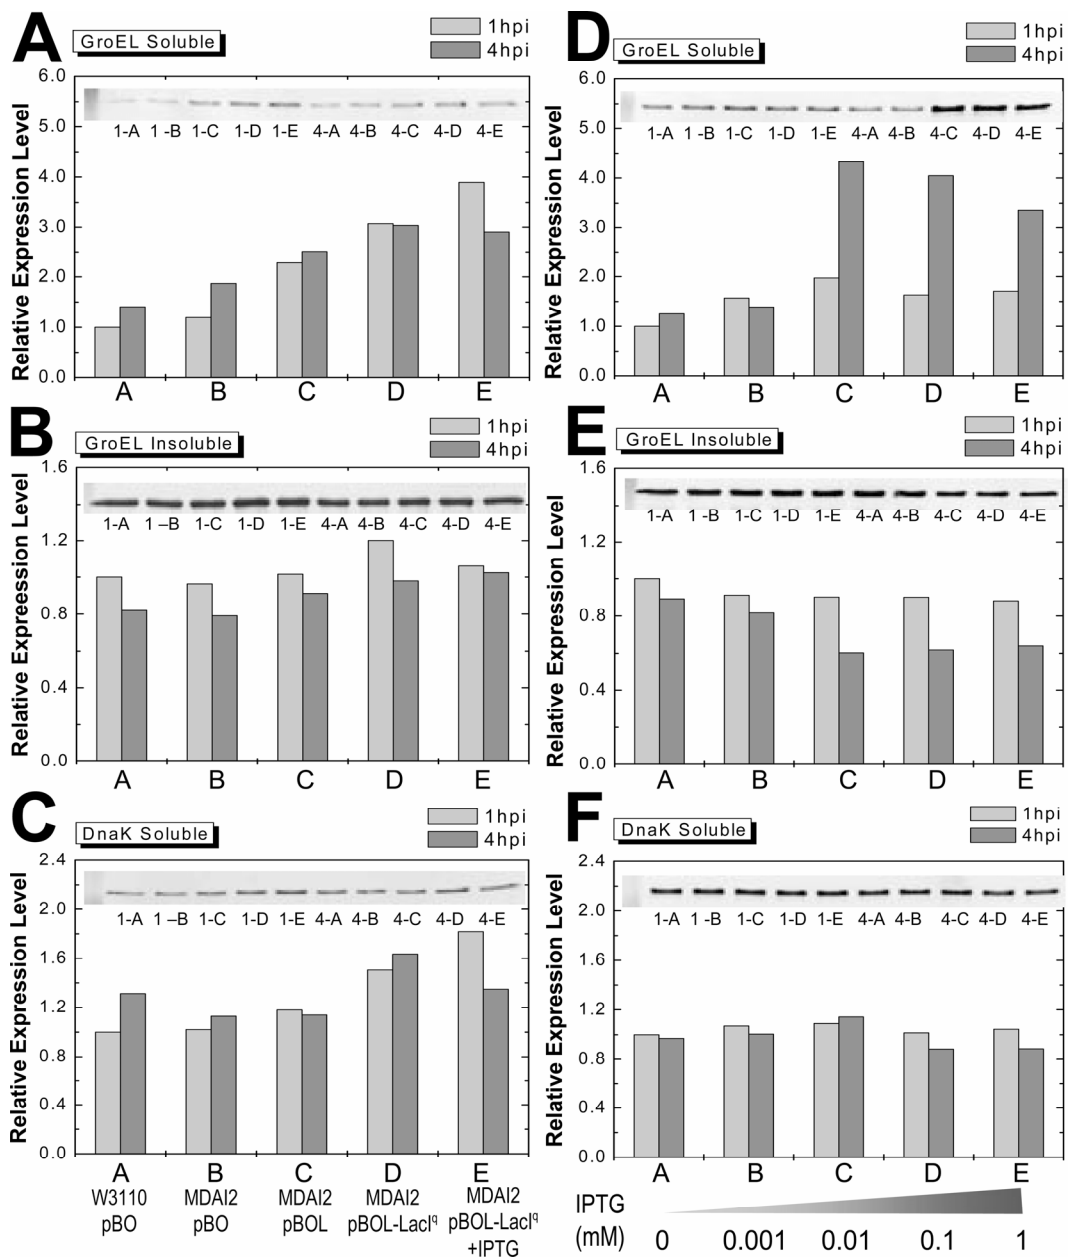 A
GroEL Soluble
1hpi
4hpi
Relative Expression Level
6.0
5.0
4.0
3.0
2.0
1.0
0.0
1-A 1 -B 1-C 1-D 1-E 4-A 4-B 4-C 4-D 4-E
A B C D E
D
GroEL Soluble
1hpi
4hpi
Relative Expression Level
6.0
5.0
4.0
3.0
2.0
1.0
0.0
1-A 1 -B 1-C 1-D 1-E 4-A 4-B 4-C 4-D 4-E
A B C D E
B
GroEL Insoluble
1hpi
4hpi
Relative Expreession Level
1.6
1.2
0.8
0.4
0.0
1-A 1 –B 1-C 1-D 1-E 4-A 4-B 4-C 4-D 4-E
A B C D E
E
GroEL Insoluble
1hpi
4hpi
Relative Expression Level
1.6
1.2
0.8
0.4
0.0
1-A 1 -B 1-C 1-D 1-E 4-A 4-B 4-C 4-D 4-E
A B C D E
C
DnaK Soluble
1hpi
4hpi
Relative Expression Level
2.4
2.0
1.6
1.2
0.8
0.4
0.0
1-A 1 –B 1-C 1-D 1-E 4-A 4-B 4-C 4-D 4-E
A B C D E
W3110 MDAI2 MDAI2 MDAI2 MDAI2
pBO pBO pBOL pBOL-LacIq pBOL-LacIq
+IPTG
F
DnaK Soluble
1hpi
4hpi
Relative Expression Level
2.4
2.0
1.6
1.2
0.8
0.4
0.0
1-A 1 -B 1-C 1-D 1-E 4-A 4-B 4-C 4-D 4-E
A B C D E
IPTG
(mM) 0 0.001 0.01 0.1 1